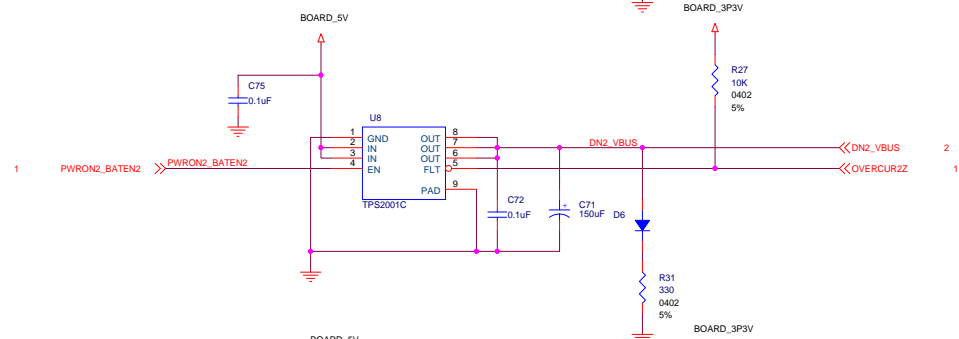 BOARD_3P3V
BOARD_5V
R27
10K
0402
5%
C75
0.1uF
U8
1 GND OUT 8
2 IN OUT 7
3 IN OUT 6
4 EN FLT 5
PAD 9
TPS2001C
1 PWRON2_BATEN2 PWRON2_BATEN2
DN2_VBUS DN2_VBUS 2
OVERCUR2Z 1
C72
0.1uF
C71
150uF
+
D6
R31
330
0402
5%
BOARD_3P3V